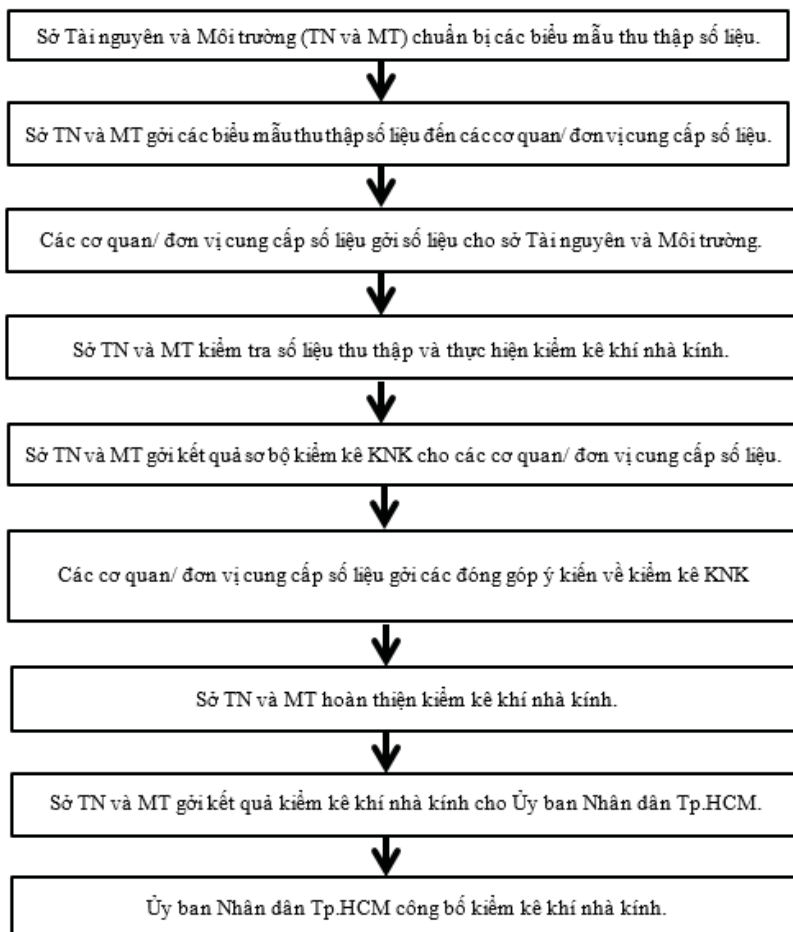 Sở Tài nguyên và Môi trường (TN và MT) chuẩn bị các biểu mẫu thu thập số liệu.
Sở TN và MT gởi các biểu mẫu thu thập số liệu đến các cơ quan/ đơn vị cung cấp số liệu.
Các cơ quan/ đơn vị cung cấp số liệu gởi số liệu cho sở Tài nguyên và Môi trường.
Sở TN và MT kiểm tra số liệu thu thập và thực hiện kiểm kê khí nhà kính.
Sở TN và MT gởi kết quả sơ bộ kiểm kê KNK cho các cơ quan/ đơn vị cung cấp số liệu.
Các cơ quan/ đơn vị cung cấp số liệu gởi các đóng góp ý kiến về kiểm kê KNK
Sở TN và MT hoàn thiện kiểm kê khí nhà kính.
Sở TN và MT gởi kết quả kiểm kê khí nhà kính cho Ủy ban Nhân dân Tp.HCM.
Ủy ban Nhân dân Tp.HCM công bố kiểm kê khí nhà kính.